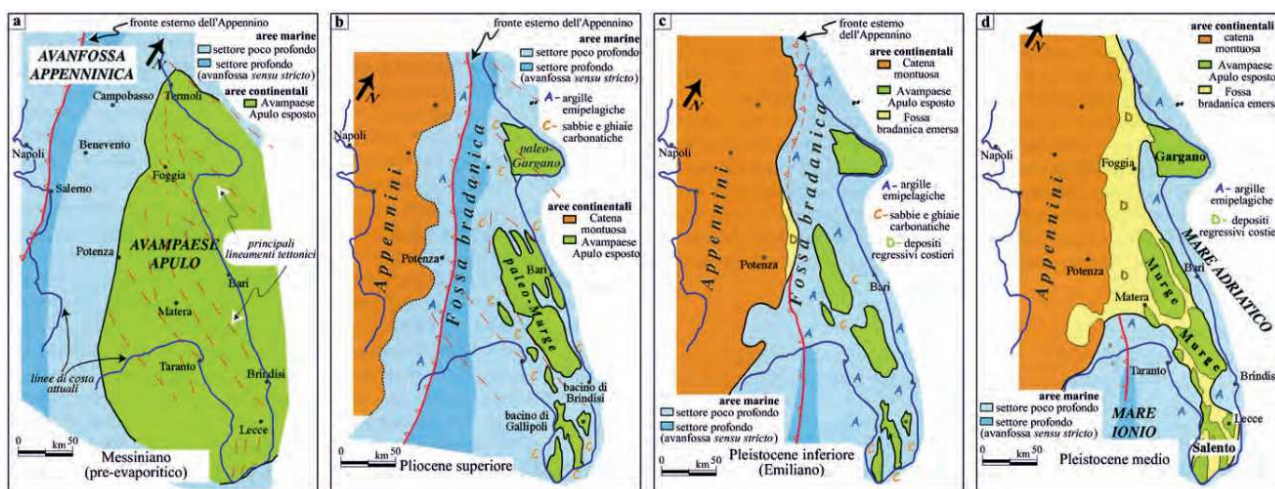 a
fronte esterno dell'Appennino
aree marine
settore poco profondo
settore profondo
(avanfossa sensu stricto)
aree continentali
Avampaese
Apulo esposto
AVANFOSSA
APPENNINICA
N
Campobasso
Termoli
Napoli
Benevento
Foggia
Salerno
AVAMPAESE
APULO
principali
lineamenti tettonici
Potenza
Bari
Matera
linee di costa
attuali
Taranto
Brindisi
Lecce
0 km 50
Messiniano
(pre-evaporitico)
b
fronte esterno dell'Appennino
aree marine
settore poco profondo
settore profondo
(avanfossa sensu stricto)
A- argille
emipelagiche
C- sabbie e ghiaie
carbonatiche
aree continentali
Catena
montuosa
Avampaese
Apulo esposto
N
A
C
paleo-
Gargano
Napoli
Appennini
Fossa bradanica
Potenza
Bari
paleo-Murge
bacino di
Brindisi
bacino di
Gallipoli
0 km 50
Pliocene superiore
c
fronte esterno
dell'Appennino
aree continentali
Catena
montuosa
Avampaese
Apulo esposto
Fossa
bradanica emersa
A- argille
emipelagiche
C- sabbie e ghiaie
carbonatiche
D- depositi
regressivi costieri
N
Napoli
Appennini
Fossa bradanica
A
D
C
Potenza
Bari
aree marine
settore poco profondo
settore profondo
(avanfossa sensu stricto)
0 km 50
Pleistocene inferiore
(Emiliano)
d
aree continentali
catena
montuosa
Avampaese
Apulo esposto
Fossa
bradanica emersa
A- argille
emipelagiche
D- depositi
regressivi costieri
N
D
Foggia
Gargano
Napoli
Appennini
A
MARE ADRIATICO
Potenza
Bari
Murge
Matera
Murge
Taranto
Brindisi
Lecce
MARE
IONIO
Salento
aree marine
settore poco profondo
settore profondo
(avanfossa sensu stricto)
0 km 50
Pleistocene medio